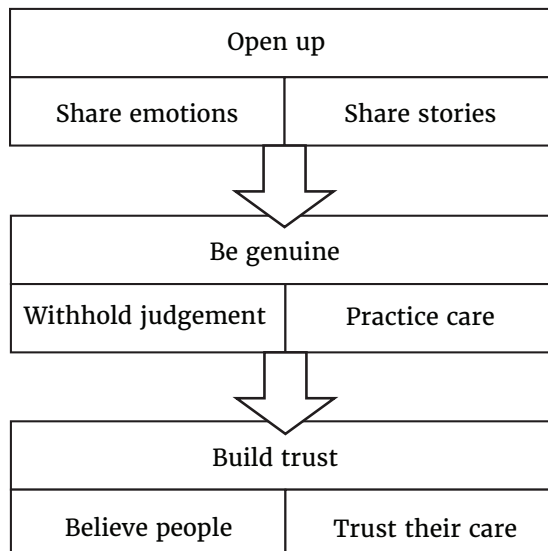 Open up
Share emotions
Share stories
Be genuine
Withhold judgement
Practice care
Build trust
Believe people
Trust their care